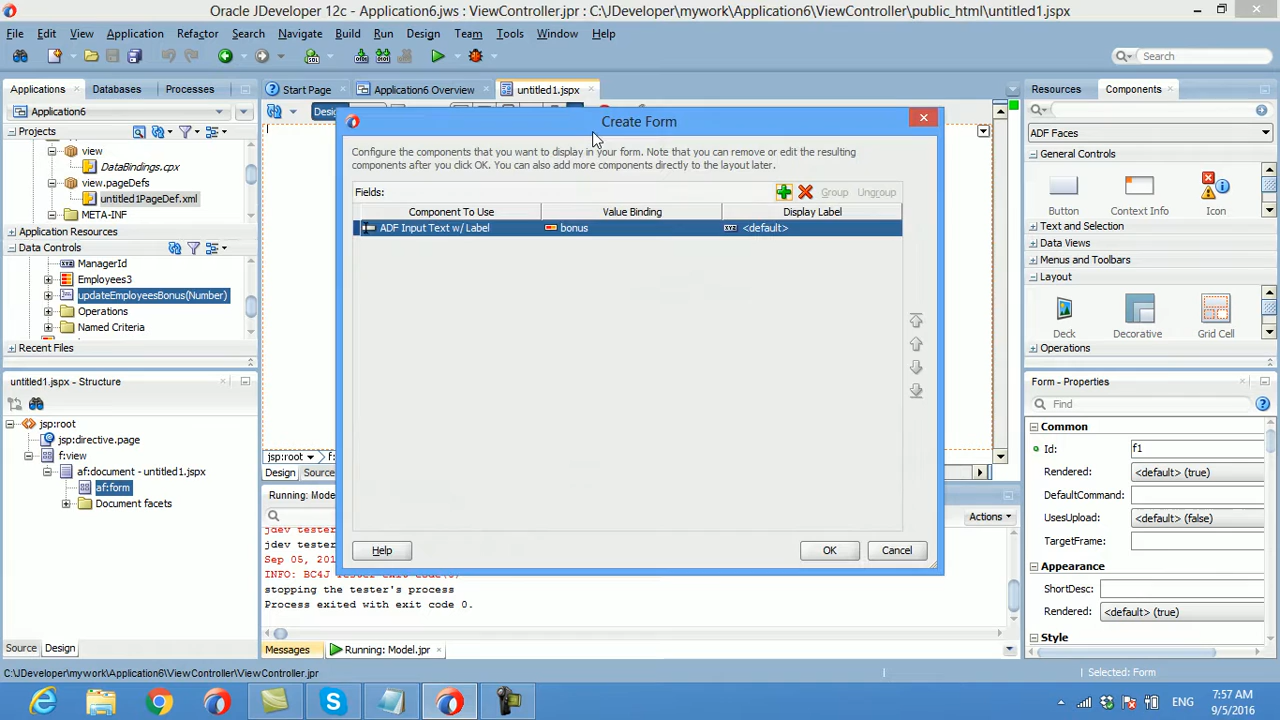 Oracle JDeveloper 12c - Application6.jws : ViewController.jpr : C:\JDeveloper\mywork\Application6\ViewController\public_html\untitled1.jspx
File Edit View Application Refactor Search Navigate Build Run Design Team Tools Window Help
Search
Applications Databases Processes
Start Page Application6 Overview untitled1.jspx
Resources Components
Application6
Projects
view
DataBindings.cpx
view.pageDefs
untitled1PageDef.xml
META-INF
Application Resources
Data Controls
ManagerId
Employees3
updateEmployeesBonus(Number)
Operations
Named Criteria
Recent Files
untitled1.jspx - Structure
jsp:root
jsp:directive.page
f:view
af:document - untitled1.jspx
af:form
Document facets
Source Design
Create Form
Configure the components that you want to display in your form. Note that you can remove or edit the resulting
components after you click OK. You can also add more components directly to the layout later.
Fields:
Group Ungroup
Component To Use Value Binding Display Label
ADF Input Text w/ Label bonus <default>
Help OK Cancel
jsp:root
Design Source
Running: Mode
Actions
jdev tester
jdev tester
Sep 05, 201
stopping the tester's process
Process exited with exit code 0.
Messages Running: Model.jpr
ADF Faces
General Controls
Button Context Info Icon
Text and Selection
Data Views
Menus and Toolbars
Layout
Deck Decorative Grid Cell
Operations
Form - Properties
Find
Common
Id: f1
Rendered: <default> (true)
DefaultCommand:
UsesUpload: <default> (false)
TargetFrame:
Appearance
ShortDesc:
Rendered: <default> (true)
Style
C:\JDeveloper\mywork\Application6\ViewController\ViewController.jpr
Selected: Form
ENG
7:57 AM
9/5/2016